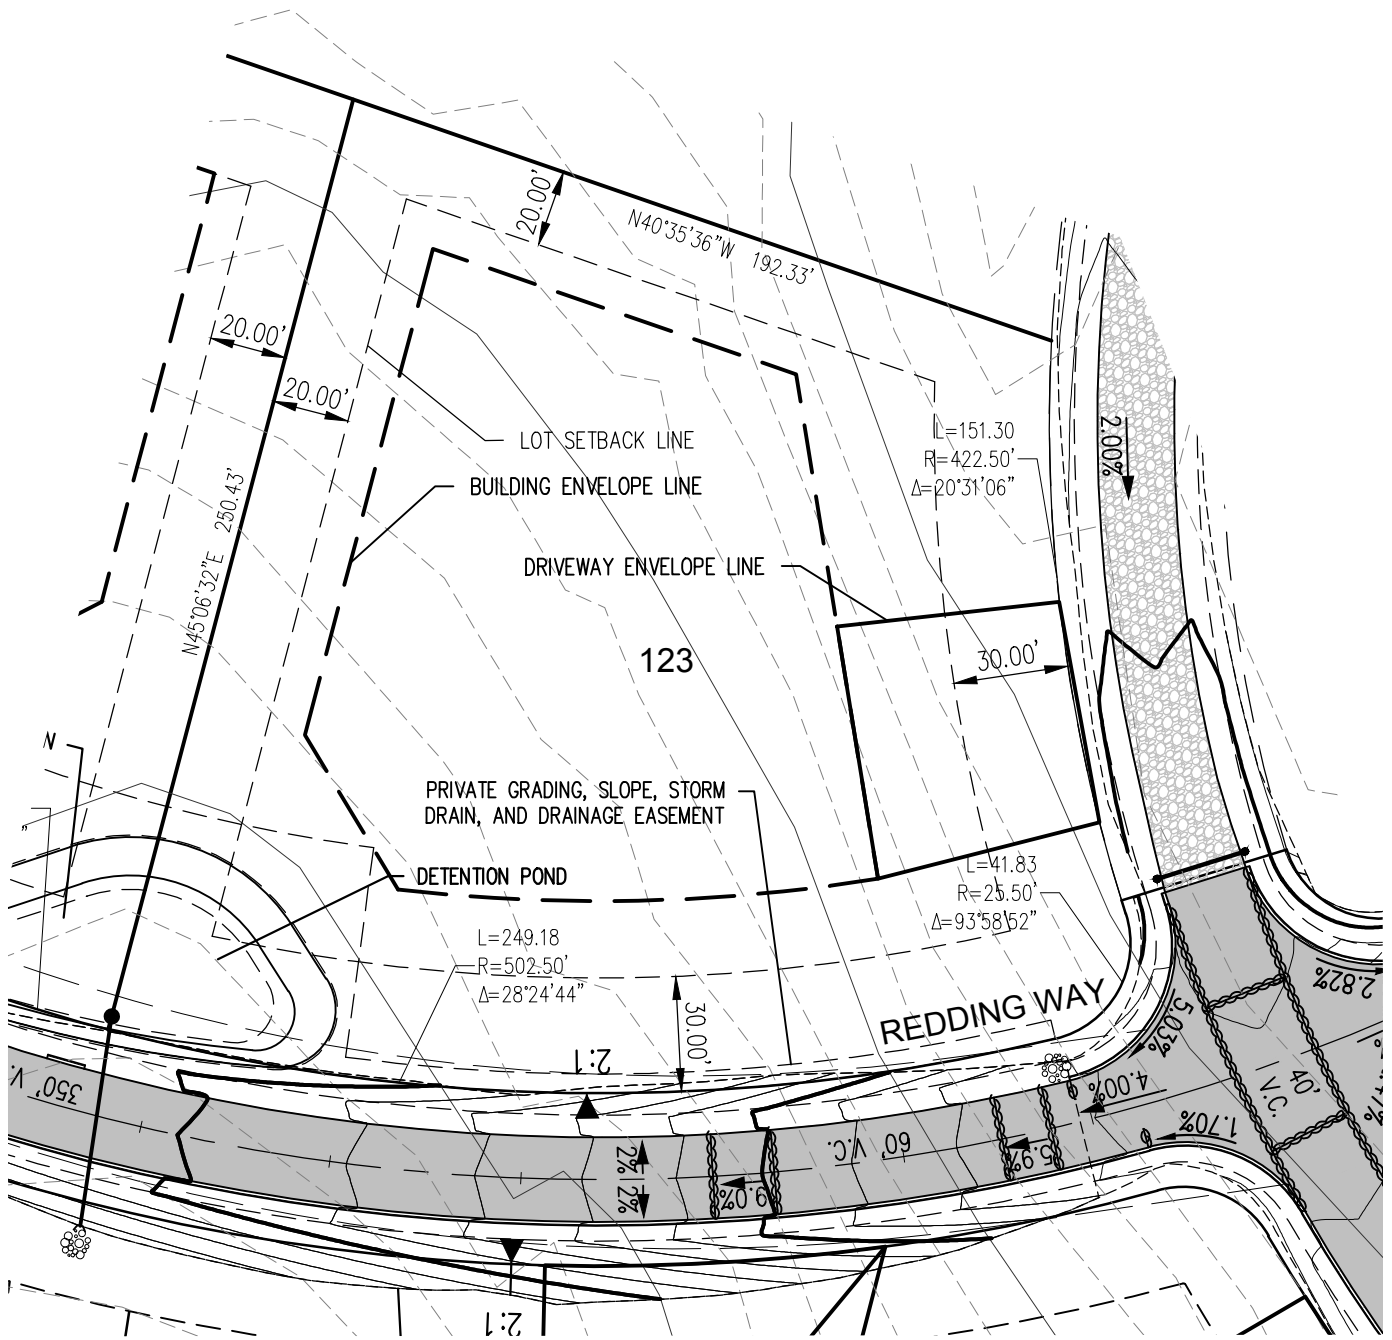 20.00'
N40°35'36"W 192.33'
20.00'
20.00'
LOT SETBACK LINE
BUILDING ENVELOPE LINE
L=151.30
R=422.50'
Δ=20°31'06"
2.00%
N45°06'32"E 250.43'
DRIVEWAY ENVELOPE LINE
123
30.00'
N
"
PRIVATE GRADING, SLOPE, STORM
DRAIN, AND DRAINAGE EASEMENT
DETENTION POND
L=41.83
R=25.50'
Δ=93°58'52"
L=249.18
R=502.50'
Δ=28°24'44"
30.00'
REDDING WAY
2:1
5.03%
2.82%
4.00%
40'
V.C.
1.70%
350' V.
60' V.C.
5.9%
9.0%
2%
2%
2:1